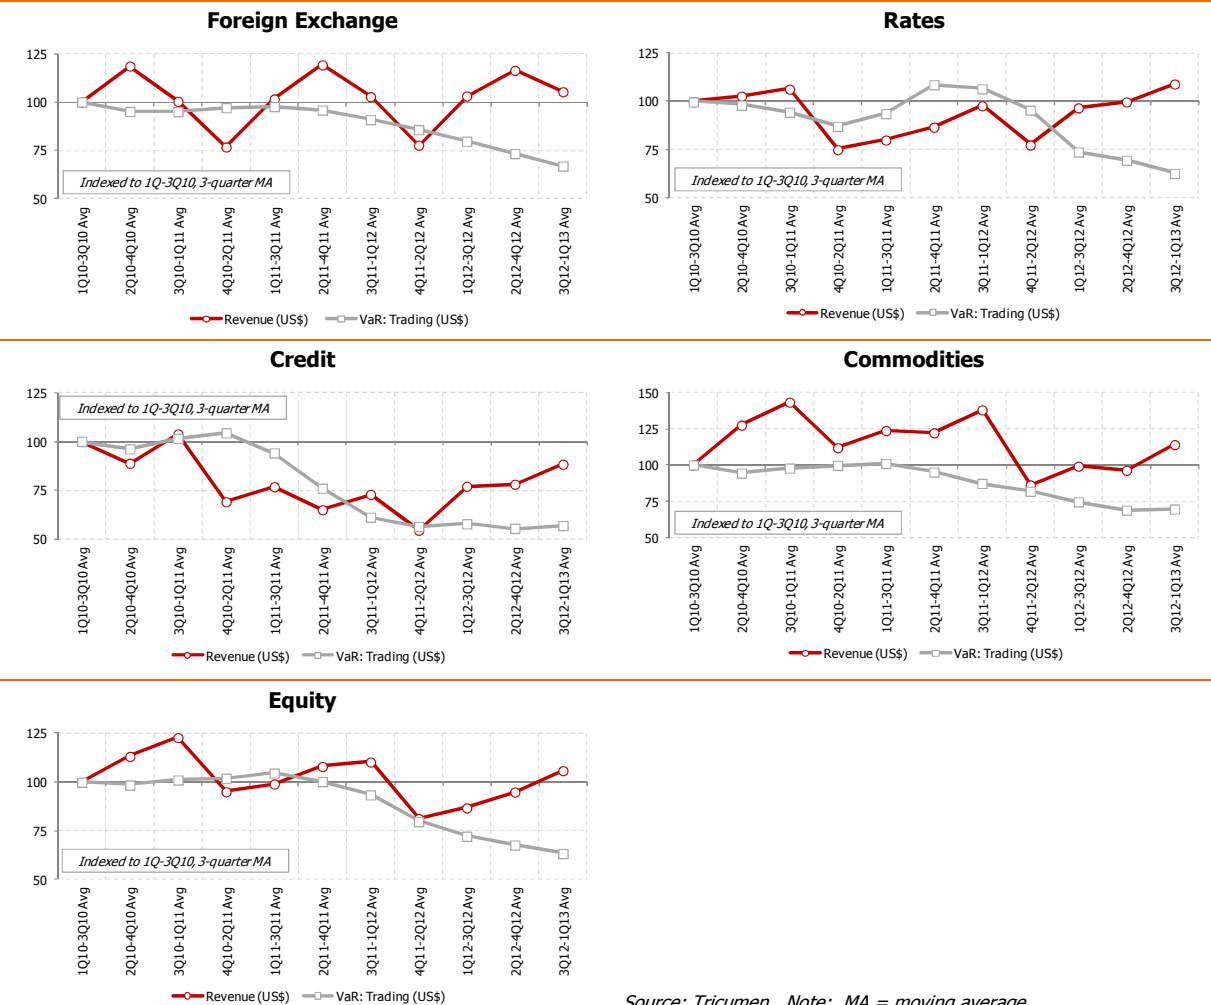 Foreign Exchange
125
100
75
50
Indexed to 1Q-3Q10, 3-quarter MA
1Q10-3Q10 Avg
2Q10-4Q10 Avg
3Q10-1Q11 Avg
4Q10-2Q11 Avg
1Q11-3Q11 Avg
2Q11-4Q11 Avg
3Q11-1Q12 Avg
4Q11-2Q12 Avg
1Q12-3Q12 Avg
2Q12-4Q12 Avg
3Q12-1Q13 Avg
Revenue (US$) VaR: Trading (US$)
Rates
125
100
75
50
Indexed to 1Q-3Q10, 3-quarter MA
1Q10-3Q10 Avg
2Q10-4Q10 Avg
3Q10-1Q11 Avg
4Q10-2Q11 Avg
1Q11-3Q11 Avg
2Q11-4Q11 Avg
3Q11-1Q12 Avg
4Q11-2Q12 Avg
1Q12-3Q12 Avg
2Q12-4Q12 Avg
3Q12-1Q13 Avg
Revenue (US$) VaR: Trading (US$)
Credit
125
100
75
50
Indexed to 1Q-3Q10, 3-quarter MA
1Q10-3Q10 Avg
2Q10-4Q10 Avg
3Q10-1Q11 Avg
4Q10-2Q11 Avg
1Q11-3Q11 Avg
2Q11-4Q11 Avg
3Q11-1Q12 Avg
4Q11-2Q12 Avg
1Q12-3Q12 Avg
2Q12-4Q12 Avg
3Q12-1Q13 Avg
Revenue (US$) VaR: Trading (US$)
Commodities
150
125
100
75
50
Indexed to 1Q-3Q10, 3-quarter MA
1Q10-3Q10 Avg
2Q10-4Q10 Avg
3Q10-1Q11 Avg
4Q10-2Q11 Avg
1Q11-3Q11 Avg
2Q11-4Q11 Avg
3Q11-1Q12 Avg
4Q11-2Q12 Avg
1Q12-3Q12 Avg
2Q12-4Q12 Avg
3Q12-1Q13 Avg
Revenue (US$) VaR: Trading (US$)
Equity
125
100
75
50
Indexed to 1Q-3Q10, 3-quarter MA
1Q10-3Q10 Avg
2Q10-4Q10 Avg
3Q10-1Q11 Avg
4Q10-2Q11 Avg
1Q11-3Q11 Avg
2Q11-4Q11 Avg
3Q11-1Q12 Avg
4Q11-2Q12 Avg
1Q12-3Q12 Avg
2Q12-4Q12 Avg
3Q12-1Q13 Avg
Revenue (US$) VaR: Trading (US$)
Source: Tricumen. Note: MA = moving average